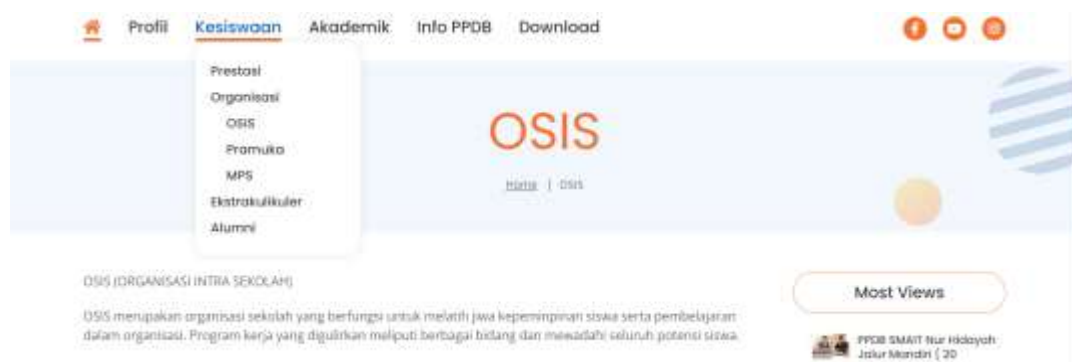 Profil Kesiswaan Akademik Info PPDB Download
Prestasi
Organisasi
OSIS
Pramuka
MPS
Ekstrakulikuler
Alumni
OSIS
Home | OSIS
OSIS (ORGANISASI INTRA SEKOLAH)
OSIS merupakan organisasi sekolah yang berfungsi untuk melatih jiwa kepemimpinan siswa serta pembelajaran
dalam organisasi. Program kerja yang digulirkan meliputi berbagai bidang dan mewadahi seluruh potensi siswa.
Most Views
PPDB SMAIT Nur Hidayah
Jalur Mandiri ( 20